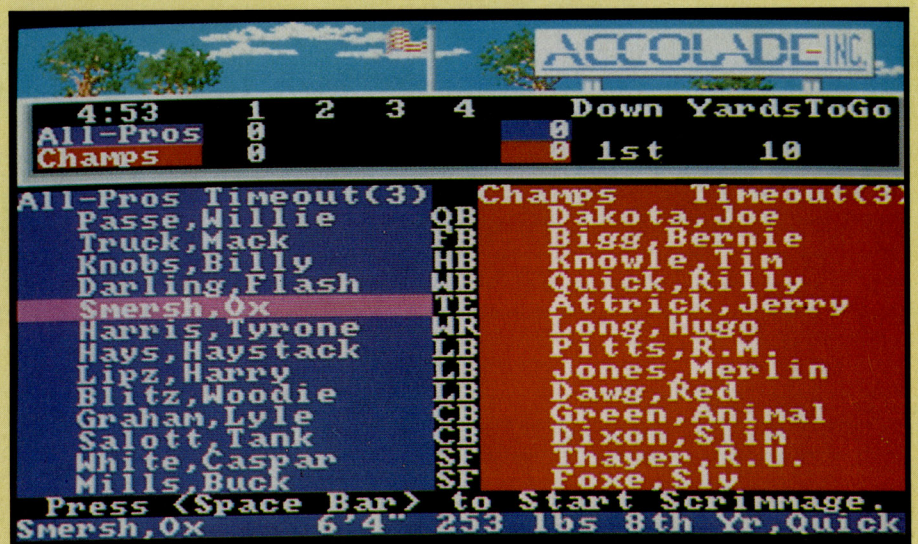 ACCOLADE INC.
4:53 1 2 3 4 Down YardsToGo
All-Pros 0 0
Champs 0 0 1st 10
All-Pros Timeout(3) Champs Timeout(3)
Passe,Willie QB Dakota,Joe
Truck,Mack FB Bigg,Bernie
Knobs,Billy HB Knowle,Tim
Darling,Flash WB Quick,Rilly
Smersh,Ox TE Attrick,Jerry
Harris,Tyrone WR Long,Hugo
Hays,Haystack LB Pitts,R.M.
Lipz,Harry LB Jones,Merlin
Blitz,Woodie LB Dawg,Red
Graham,Lyle CB Green,Animal
Salott,Tank CB Dixon,Slim
White,Caspar SF Thayer,R.U.
Mills,Buck SF Foxe,Sly
Press <Space Bar> to Start Scrimmage.
Smersh,Ox 6'4" 253 lbs 8th Yr,Quick